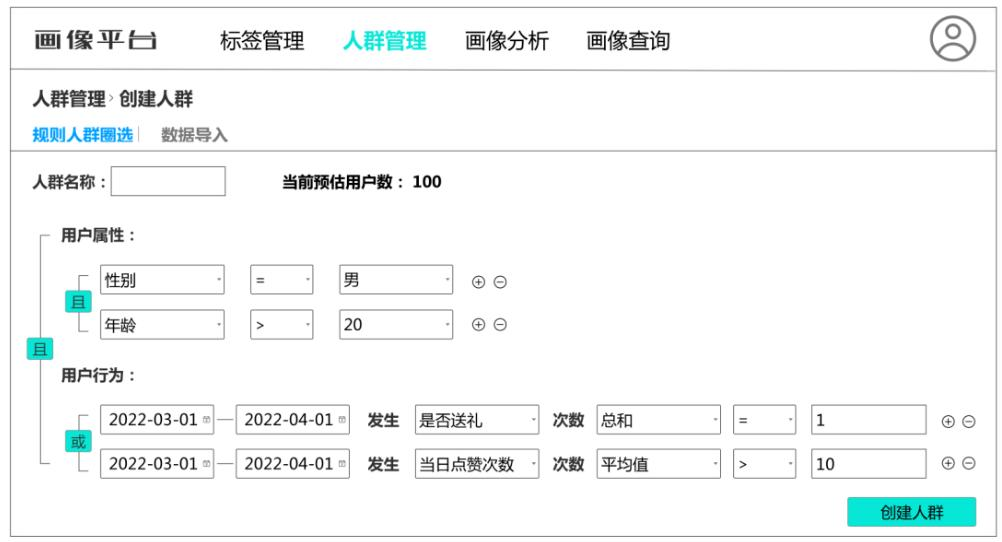 画像平台 标签管理 人群管理 画像分析 画像查询
人群管理>创建人群
规则人群圈选 数据导入
人群名称： 当前预估用户数： 100
用户属性：
性别 = 男
且
年龄 > 20
且
用户行为：
2022-03-01 — 2022-04-01 发生 是否送礼 次数 总和 = 1
或
2022-03-01 — 2022-04-01 发生 当日点赞次数 次数 平均值 > 10
创建人群